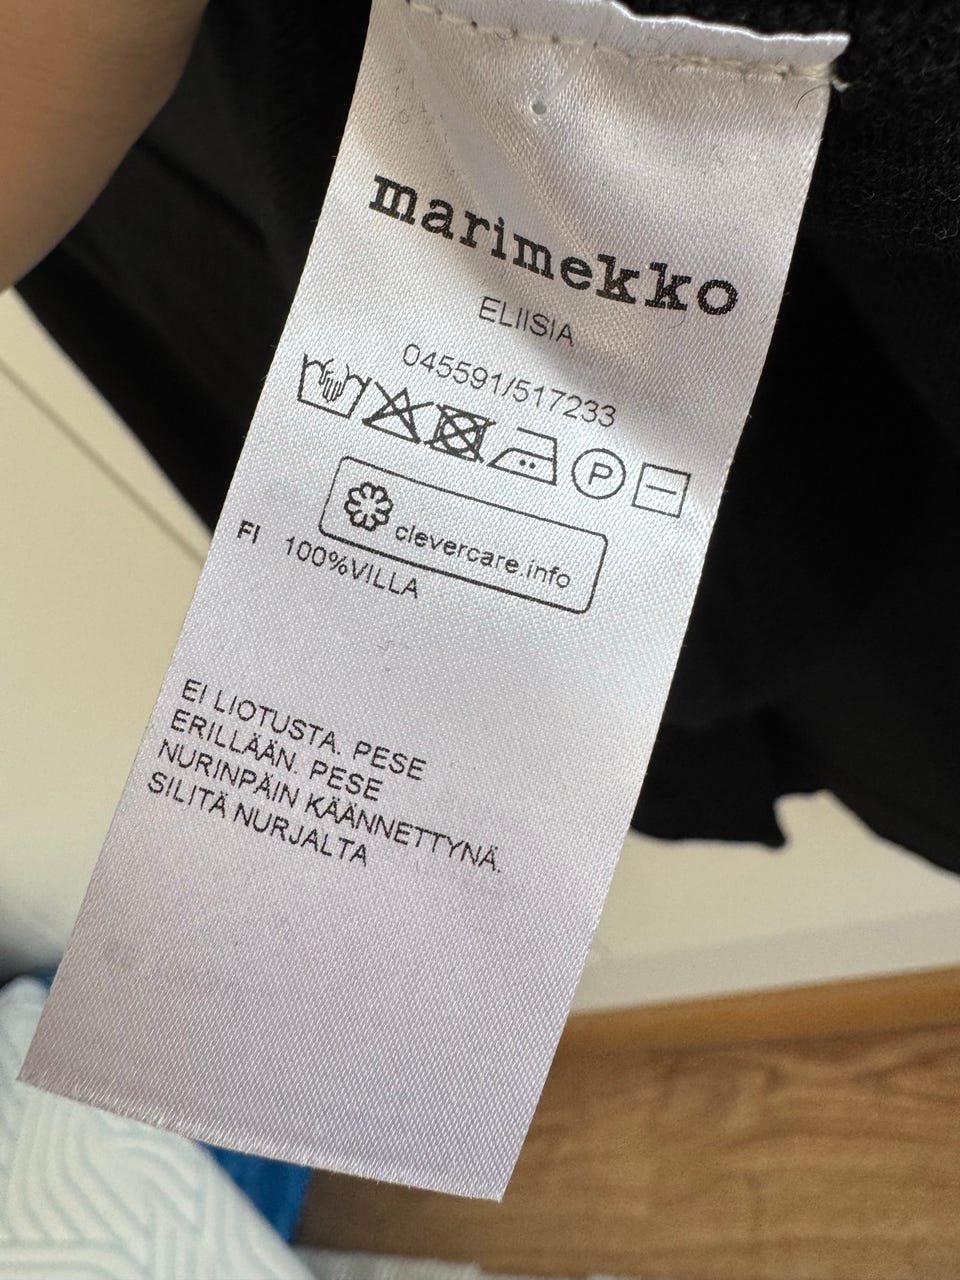 marimekko
ELIISIA
045591/517233
P
clevercare.info
FI 100%VILLA
EI LIOTUSTA. PESE
ERILLÄÄN. PESE
NURINPÄIN KÄÄNNETTYNÄ.
SILITÄ NURJALTA